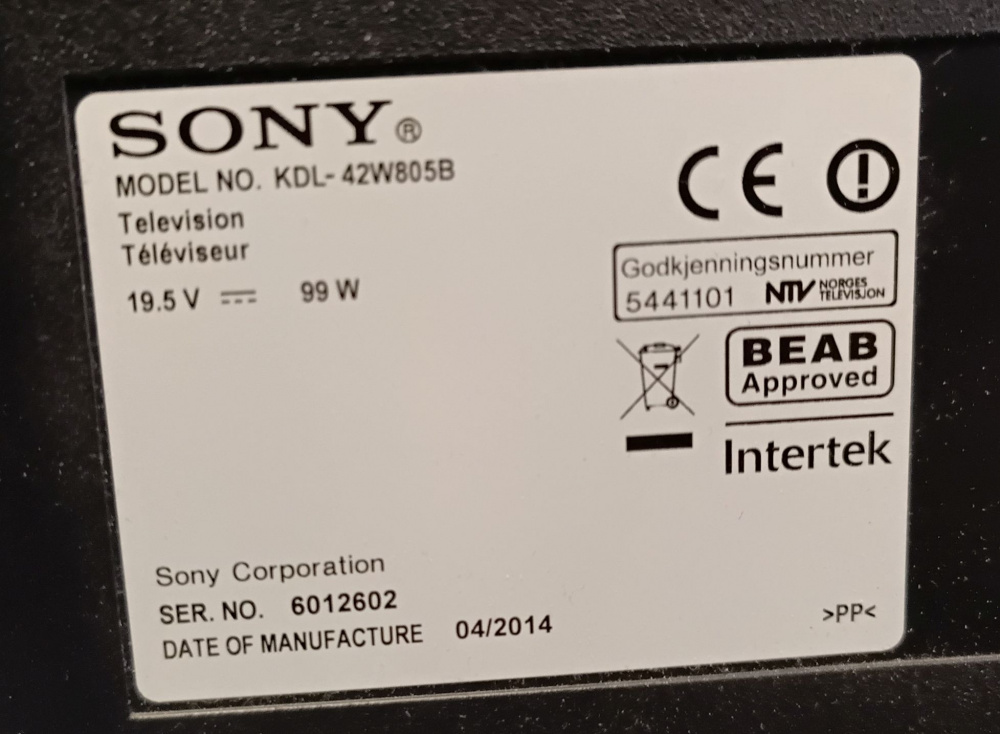 SONY®
MODEL NO. KDL-42W805B
Television
Téléviseur
19.5 V 99 W
CE
Godkjenningsnummer
5441101 NTV NORGES TELEVISJON
BEAB
Approved
Intertek
Sony Corporation
SER. NO. 6012602
DATE OF MANUFACTURE 04/2014
>PP<